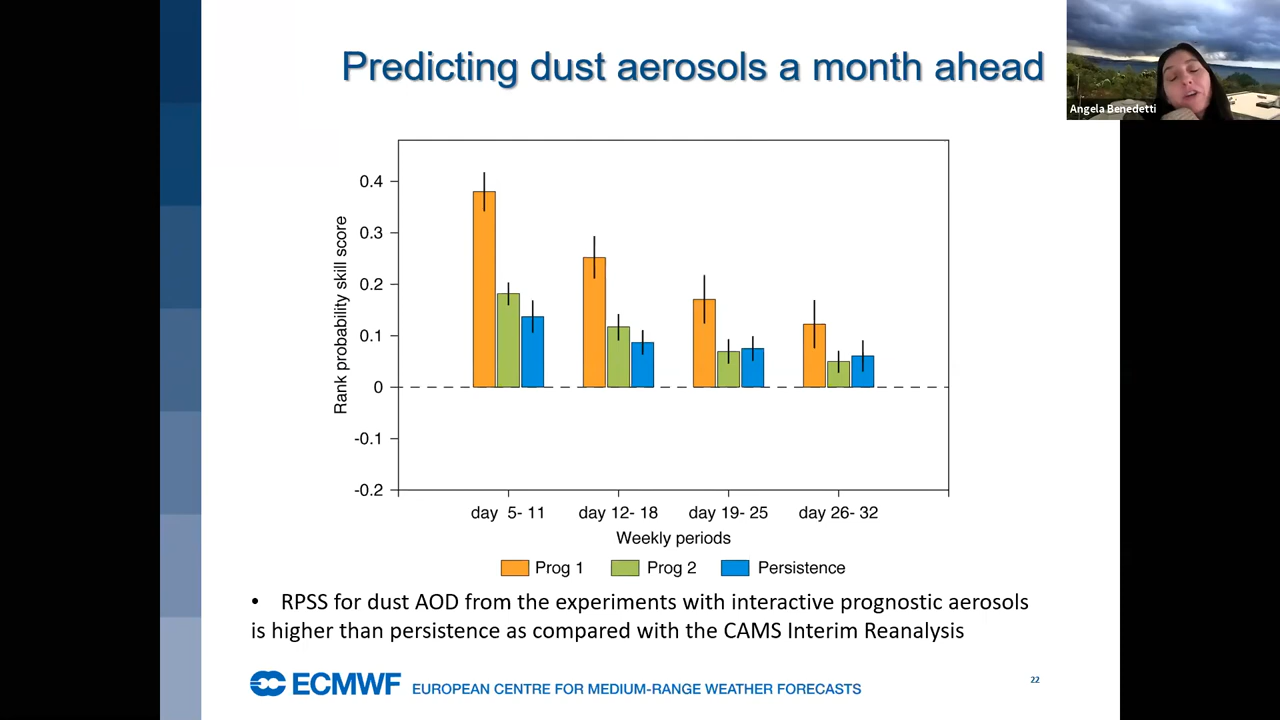 Predicting dust aerosols a month ahead
Angela Benedetti
0.4
0.3
0.2
0.1
0
-0.1
-0.2
Rank probability skill score
day 5- 11 day 12- 18 day 19- 25 day 26- 32
Weekly periods
Prog 1 Prog 2 Persistence
• RPSS for dust AOD from the experiments with interactive prognostic aerosols
is higher than persistence as compared with the CAMS Interim Reanalysis
ECMWF EUROPEAN CENTRE FOR MEDIUM-RANGE WEATHER FORECASTS
22